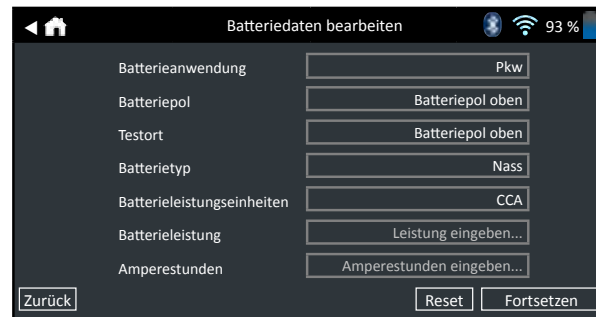 Batteriedaten bearbeiten 93 %
Batterieanwendung Pkw
Batteriepol Batteriepol oben
Testort Batteriepol oben
Batterietyp Nass
Batterieleistungseinheiten CCA
Batterieleistung Leistung eingeben...
Amperestunden Amperestunden eingeben...
Zurück Reset Fortsetzen